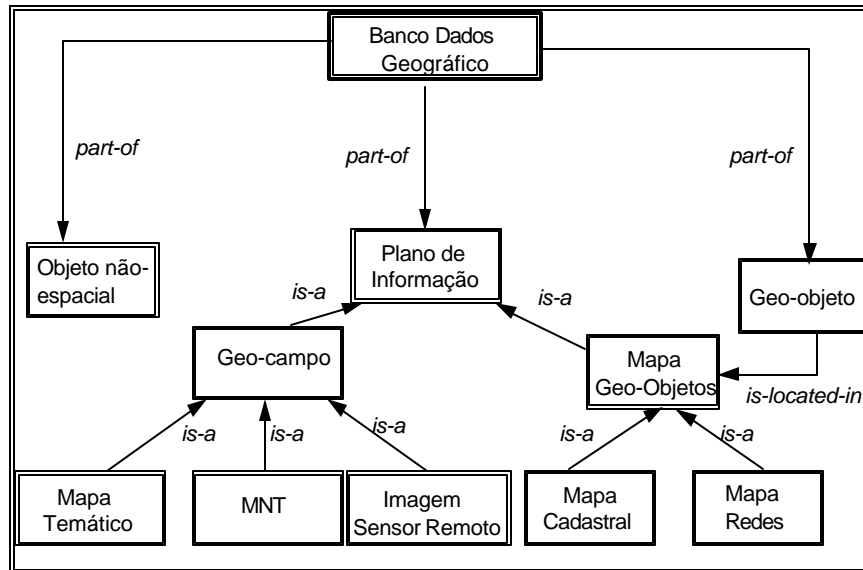 Banco Dados
Geográfico
part-of
part-of
part-of
Objeto não-
espacial
Plano de
Informação
Geo-objeto
is-a
is-a
Geo-campo
Mapa
Geo-Objetos
is-located-in
is-a
is-a
is-a
is-a
is-a
Mapa
Temático
MNT
Imagem
Sensor Remoto
Mapa
Cadastral
Mapa
Redes